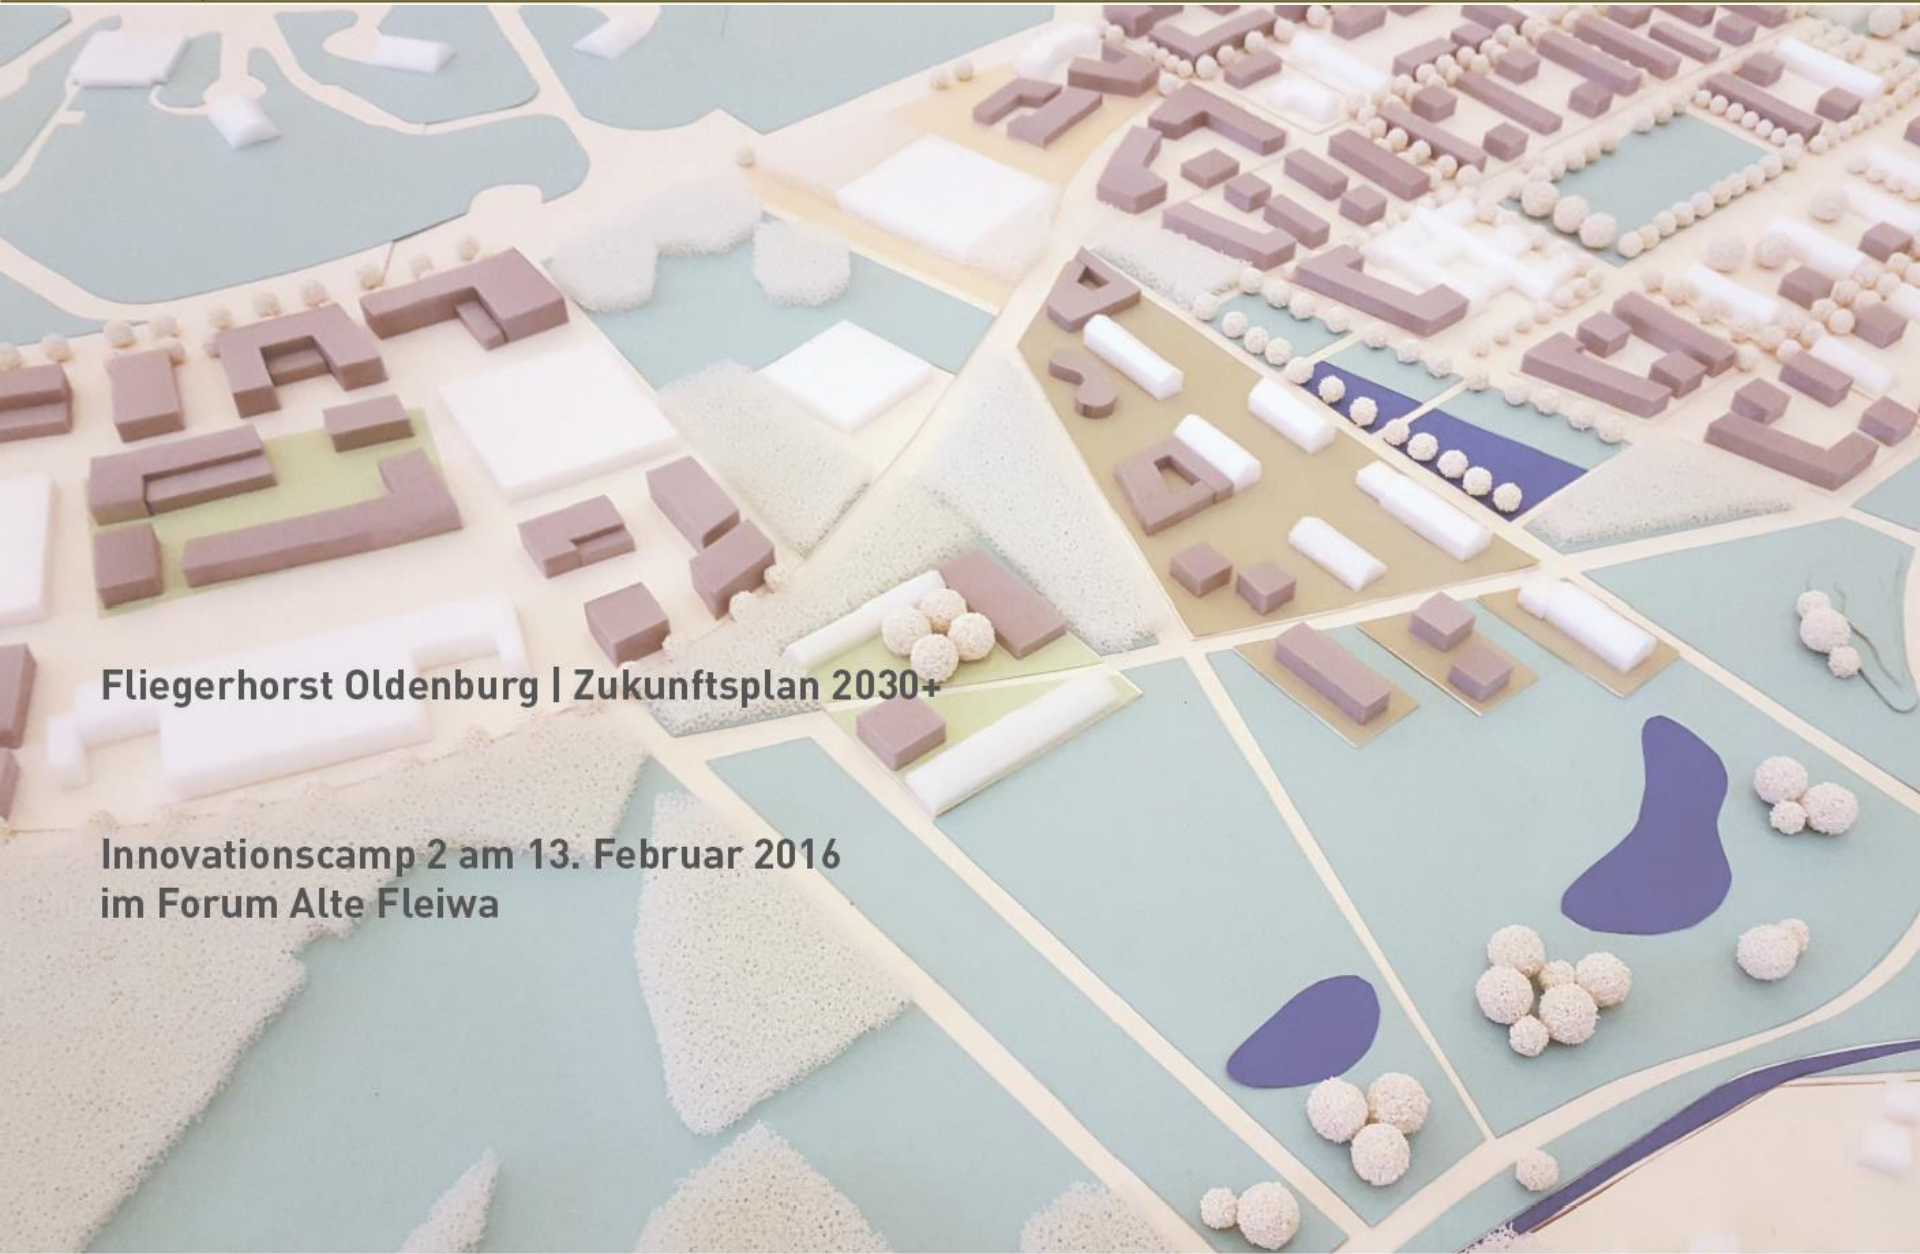 Fliegerhorst Oldenburg | Zukunftsplan 2030+
Innovationscamp 2 am 13. Februar 2016
im Forum Alte Fleiwa